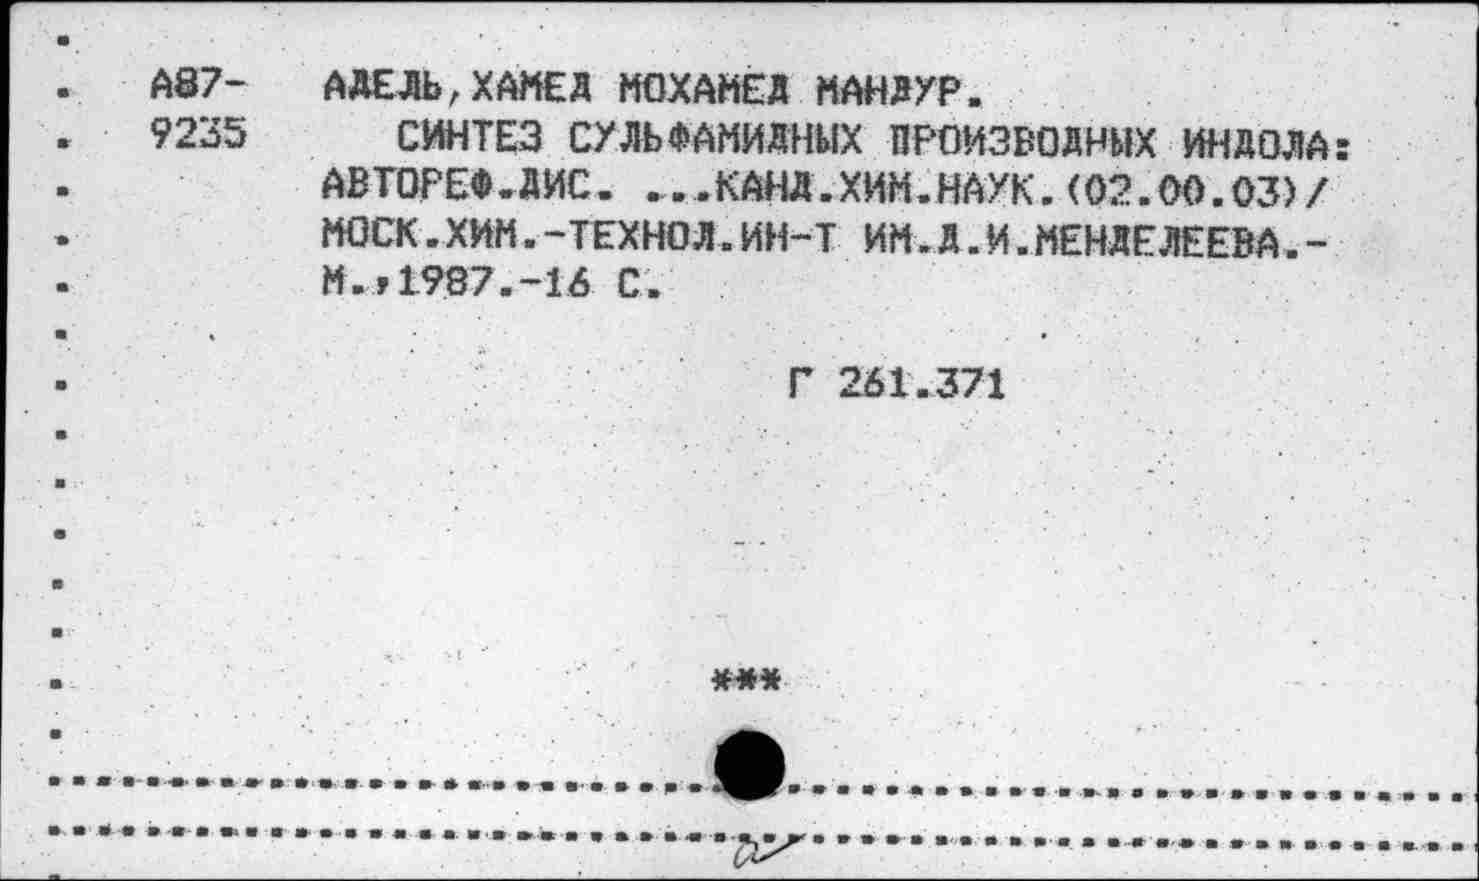 А87- АДЕЛЬ,ХАМЕД МОХАМЕД МАНДУР.
9235 СИНТЕЗ СУЛЬФАМИДНЫХ ПРОИЗВОДНЫХ ИНДОЛА:
АВТОРЕФ.ДИС. ...КАНД.ХИМ.НАУК.(02.00.03)/
МОСК.ХИМ.-ТЕХНОЛ.ИН-Т ИМ.Д.И.МЕНДЕЛЕЕВА.-
М.,1987.-16 С.
Г 261.371
***